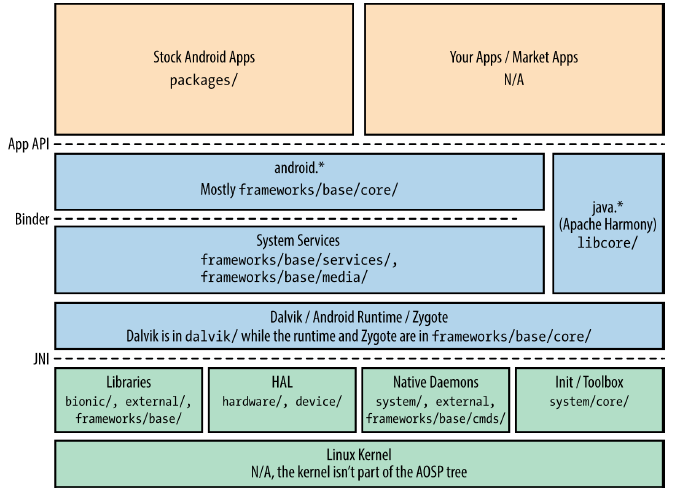 Stock Android Apps
packages/
Your Apps / Market Apps
N/A
App API
android.*
Mostly frameworks/base/core/
java.*
(Apache Harmony)
libcore/
Binder
System Services
frameworks/base/services/,
frameworks/base/media/
Dalvik / Android Runtime / Zygote
Dalvik is in dalvik/ while the runtime and Zygote are in frameworks/base/core/
JNI
Libraries
bionic/, external/,
frameworks/base/
HAL
hardware/, device/
Native Daemons
system/, external,
frameworks/base/cmds/
Init / Toolbox
system/core/
Linux Kernel
N/A, the kernel isn't part of the AOSP tree